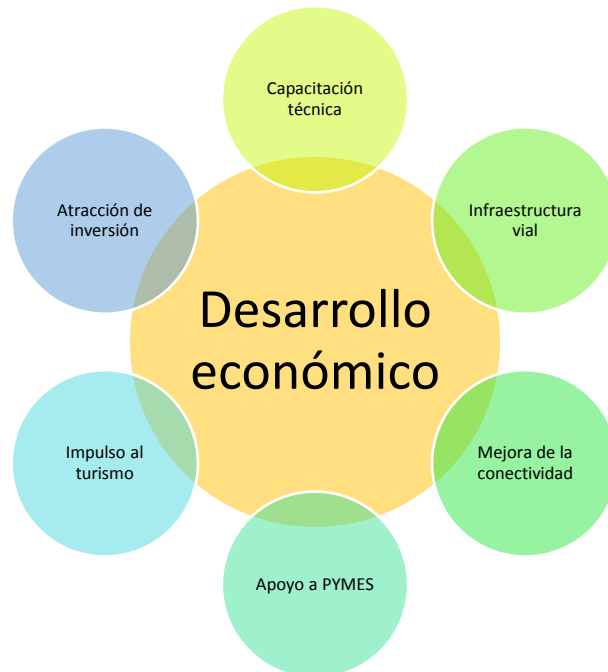 Capacitación
técnica
Infraestructura
vial
Mejora de la
conectividad
Apoyo a PYMES
Impulso al
turismo
Atracción de
inversión
Desarrollo
económico